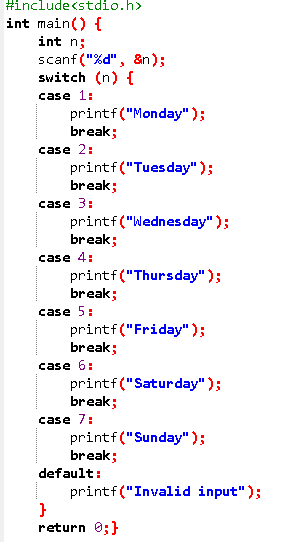 #include<stdio.h>
int main() {
    int n;
    scanf("%d", &n);
    switch (n) {
    case 1:
        printf("Monday");
        break;
    case 2:
        printf("Tuesday");
        break;
    case 3:
        printf("Wednesday");
        break;
    case 4:
        printf("Thursday");
        break;
    case 5:
        printf("Friday");
        break;
    case 6:
        printf("Saturday");
        break;
    case 7:
        printf("Sunday");
        break;
    default:
        printf("Invalid input");
    }
    return 0;}